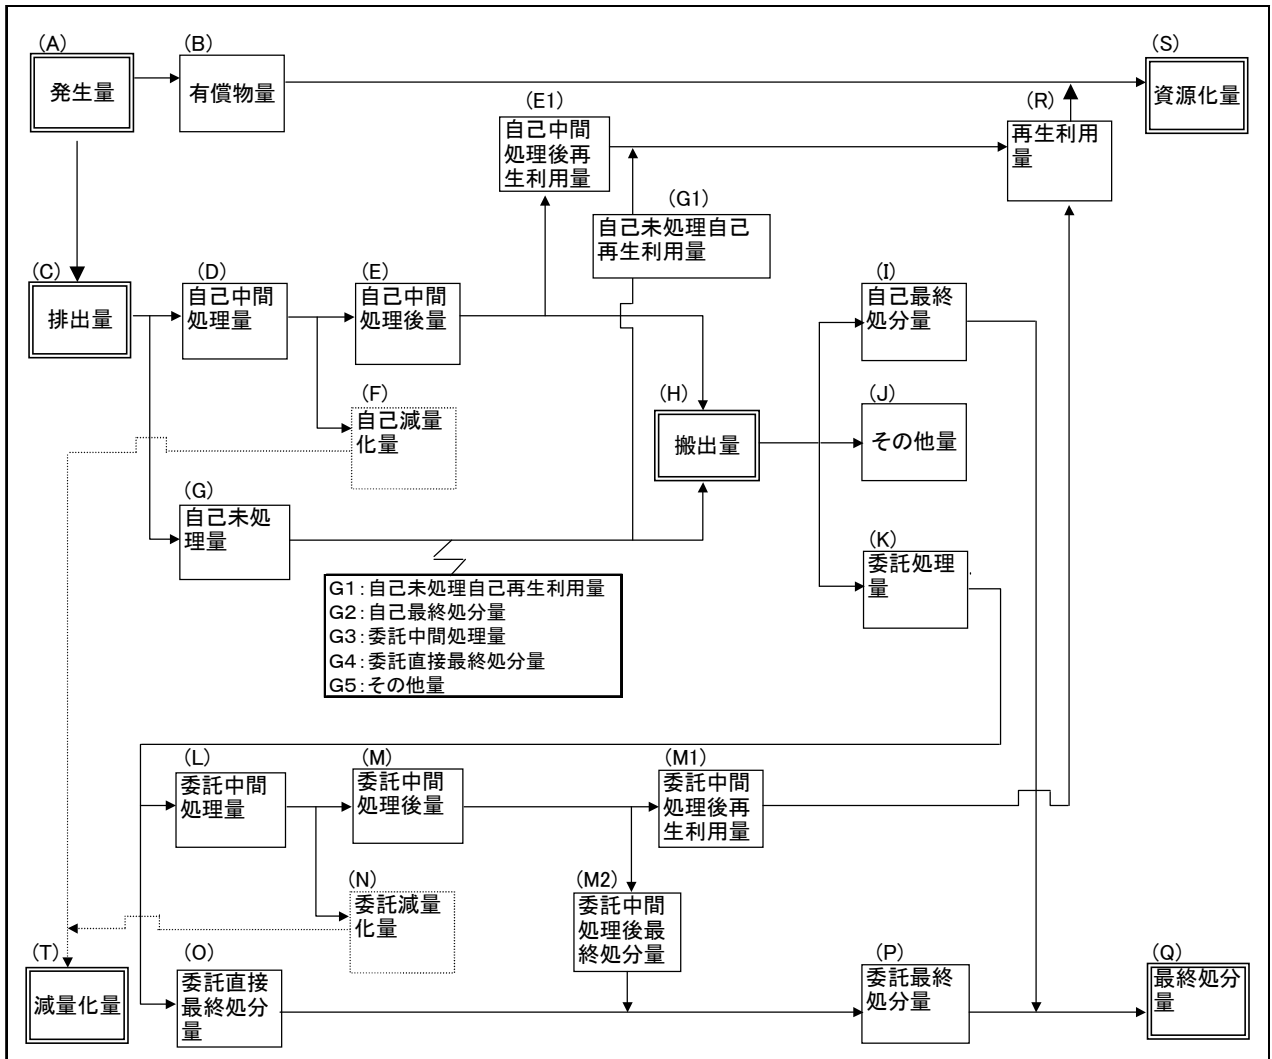 (A)
発生量
(B)
有償物量
(S)
資源化量
(E1)
自己中間
処理後再
生利用量
(R)
再生利用
量
(G1)
自己未処理自己
再生利用量
(C)
排出量
(D)
自己中間
処理量
(E)
自己中間
処理後量
(I)
自己最終
処分量
(F)
自己減量
化量
(H)
搬出量
(J)
その他量
(G)
自己未処
理量
(K)
委託処理
量
G1:自己未処理自己再生利用量
G2:自己最終処分量
G3:委託中間処理量
G4:委託直接最終処分量
G5:その他量
(L)
委託中間
処理量
(M)
委託中間
処理後量
(M1)
委託中間
処理後再
生利用量
(N)
委託減量
化量
(M2)
委託中間
処理後最
終処分量
(T)
減量化量
(O)
委託直接
最終処分
量
(P)
委託最終
処分量
(Q)
最終処分
量